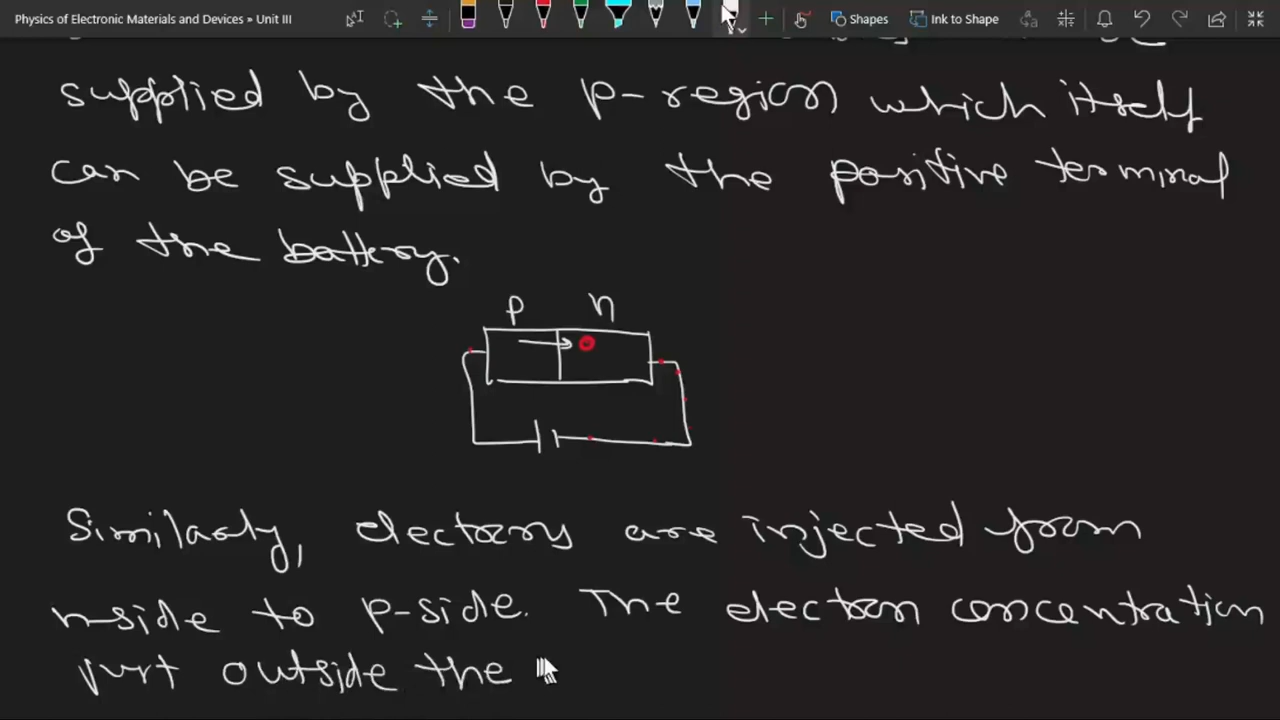 Physics of Electronic Materials and Devices » Unit III
Shapes
Ink to Shape
supplied by the p-region which itself
can be supplied by the positive terminal
of the battery.
p n
Similarly, electrons are injected from
n-side to p-side. The electron concentration
just outside the